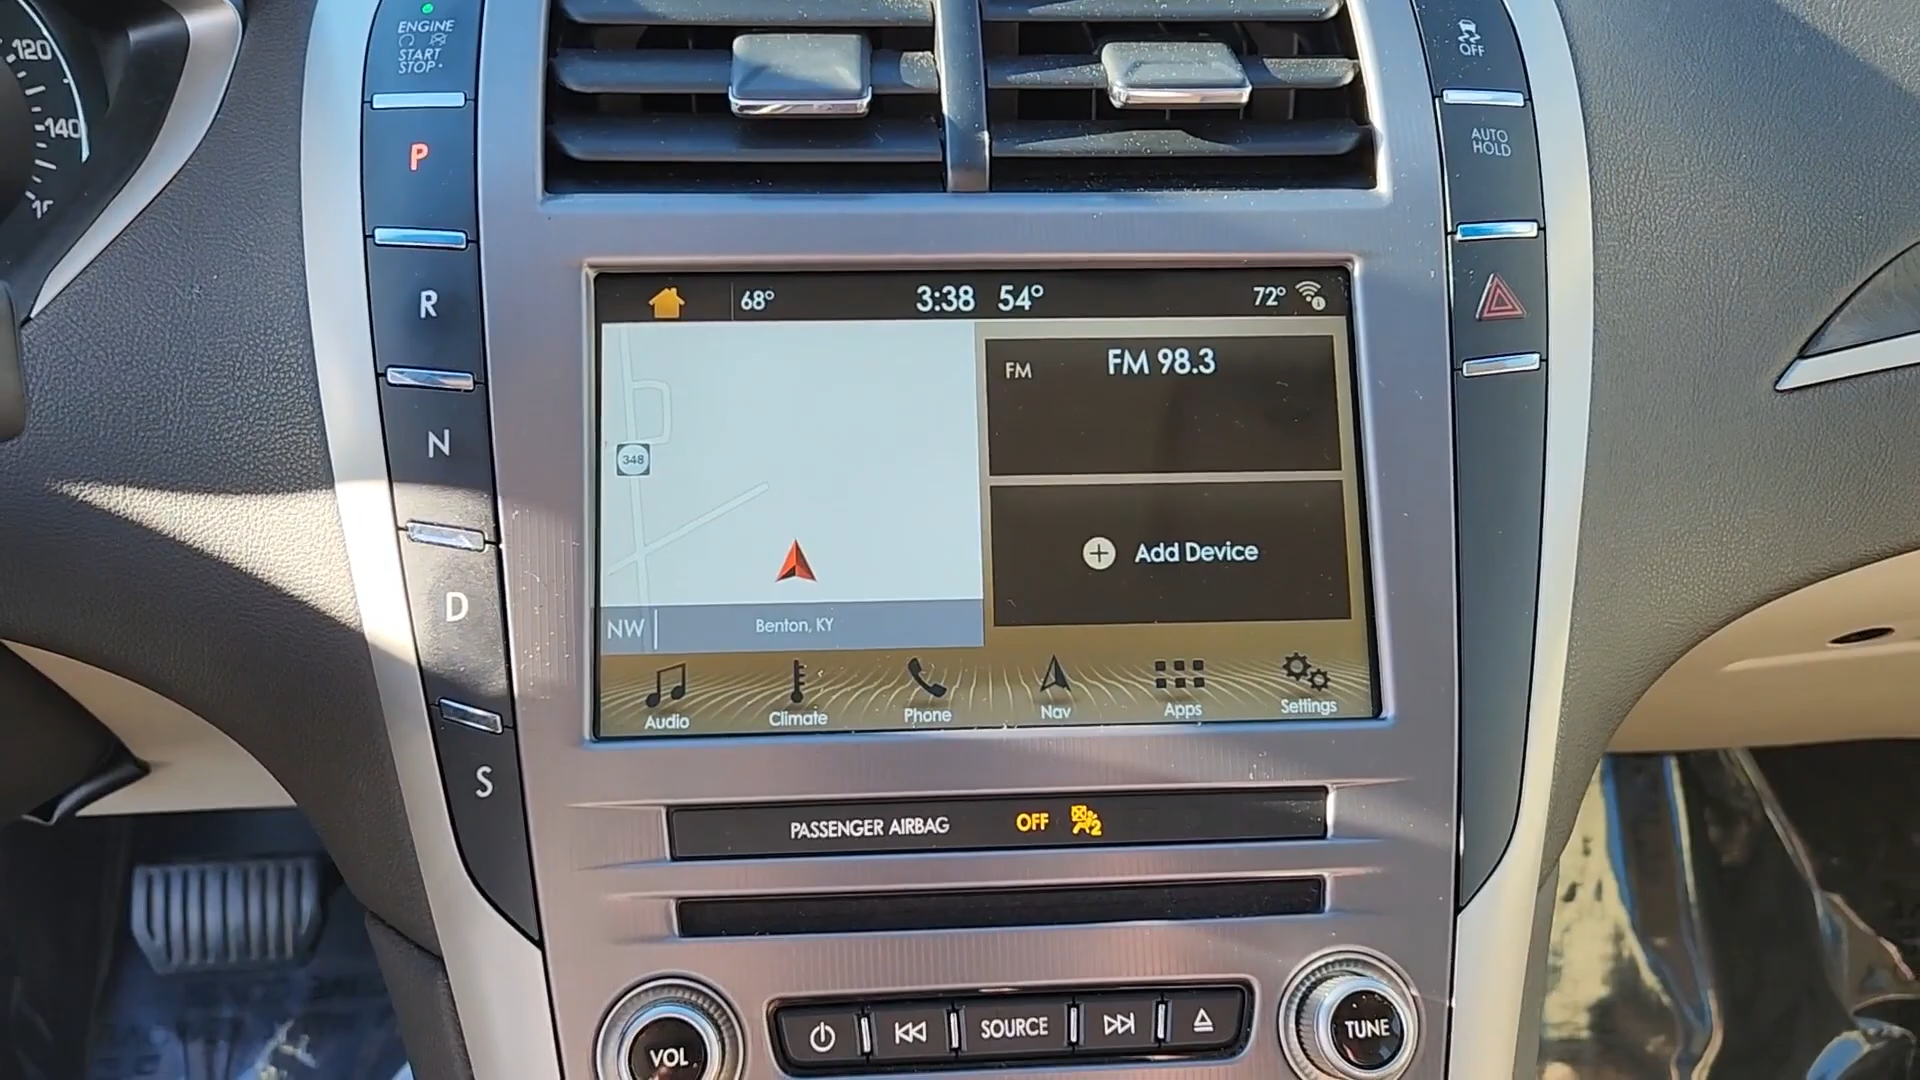 120
140
ENGINE
START
STOP
P
R
N
D
S
OFF
AUTO
HOLD
68° 3:38 54° 72°
348
NW Benton, KY
FM FM 98.3
Add Device
Audio Climate Phone Nav Apps Settings
PASSENGER AIRBAG OFF 2
VOL SOURCE TUNE